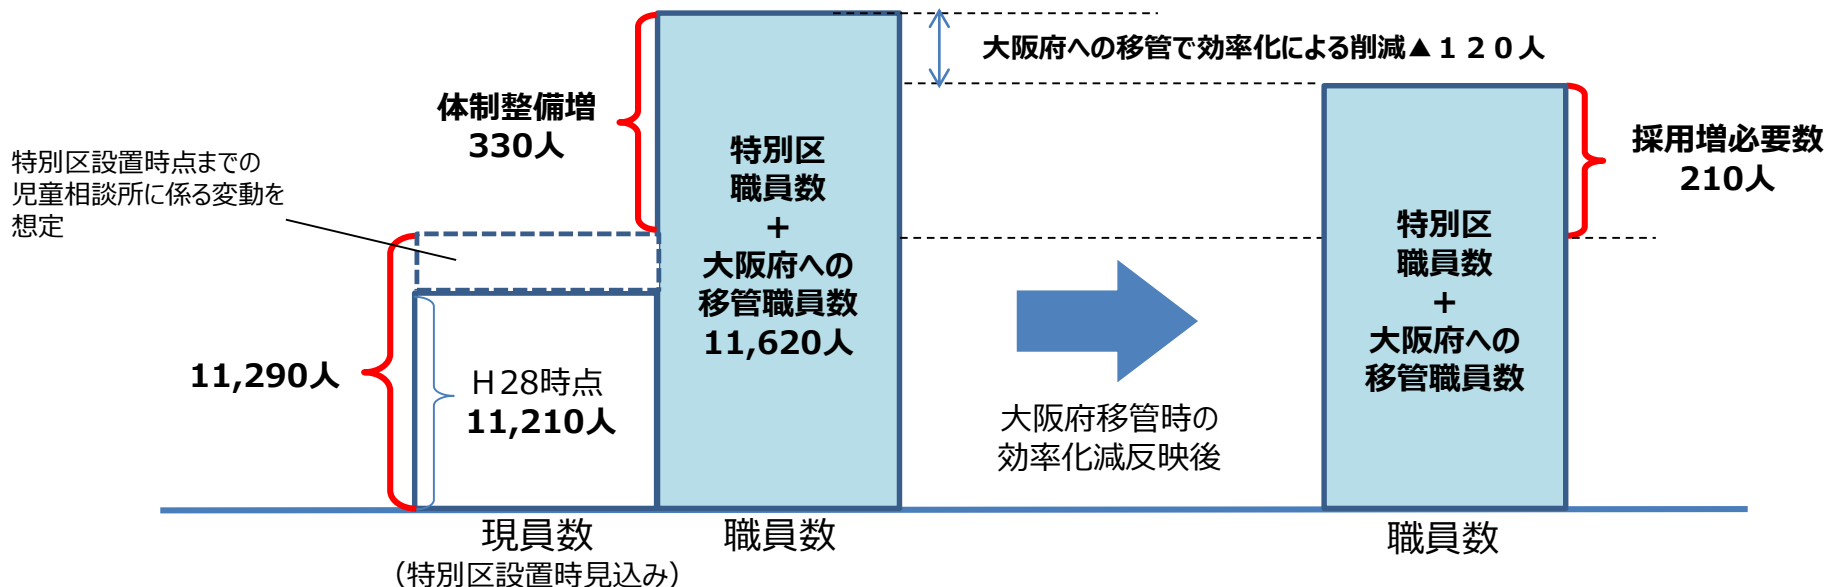 大阪府への移管で効率化による削減▲１２０人
体制整備増
330人
特別区設置時点までの
児童相談所に係る変動を
想定
特別区
職員数
＋
大阪府への
移管職員数
11,620人
採用増必要数
210人
特別区
職員数
＋
大阪府への
移管職員数
11,290人
Ｈ28時点
11,210人
大阪府移管時の
効率化減反映後
現員数
（特別区設置時見込み）
職員数
職員数